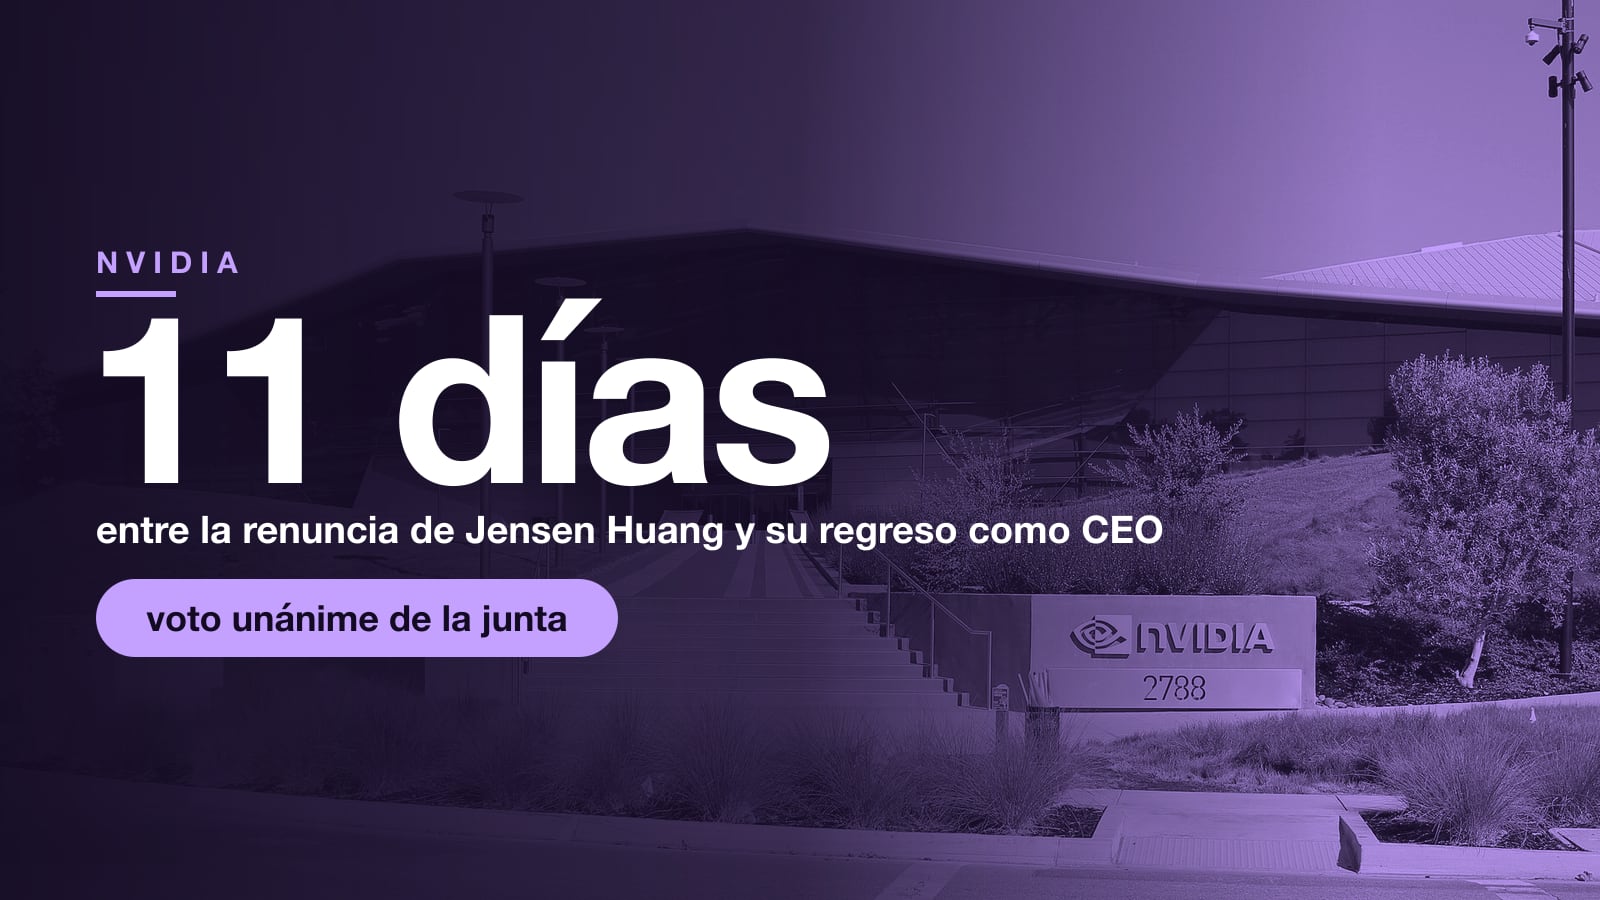 NVIDIA
11 días
entre la renuncia de Jensen Huang y su regreso como CEO
voto unánime de la junta
NVIDIA
2788